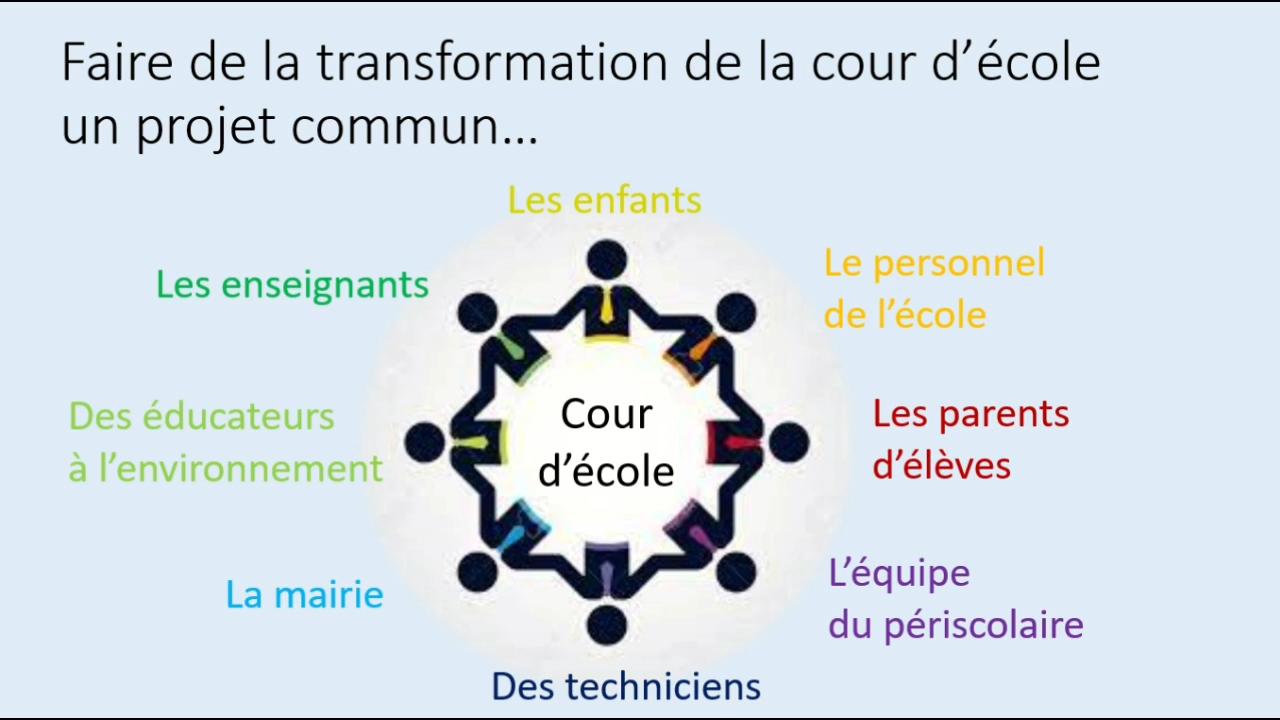 Faire de la transformation de la cour d’école
un projet commun...
Les enfants
Les enseignants
Le personnel
de l’école
Des éducateurs
à l’environnement
Cour
d’école
Les parents
d’élèves
La mairie
L’équipe
du périscolaire
Des techniciens